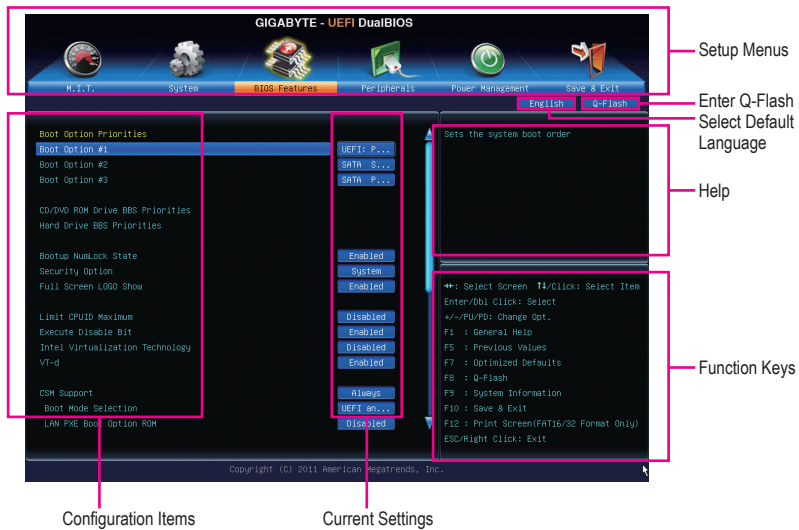 GIGABYTE - UEFI DualBIOS
M.I.T.
System
BIOS Features
Peripherals
Power Management
Save & Exit
Setup Menus
English
Q-Flash
Enter Q-Flash
Select Default
Language
Boot Option Priorities
Boot Option #1 UEFI: P...
Boot Option #2 SATA S...
Boot Option #3 SATA P...
CD/DVD ROM Drive BBS Priorities
Hard Drive BBS Priorities
Bootup NumLock State Enabled
Security Option System
Full Screen LOGO Show Enabled
Limit CPUID Maximum Disabled
Execute Disable Bit Enabled
Intel Virtualization Technology Disabled
VT-d Enabled
CSM Support Always
Boot Mode Selection UEFI an...
LAN PXE Boot Option ROM Disabled
Sets the system boot order
Help
→←: Select Screen ↑↓/Click: Select Item
Enter/Dbl Click: Select
+/-/PU/PD: Change Opt.
F1 : General Help
F5 : Previous Values
F7 : Optimized Defaults
F8 : Q-Flash
F9 : System Information
F10 : Save & Exit
F12 : Print Screen(FAT16/32 Format Only)
ESC/Right Click: Exit
Function Keys
Copyright (C) 2011 American Megatrends, Inc.
Configuration Items
Current Settings